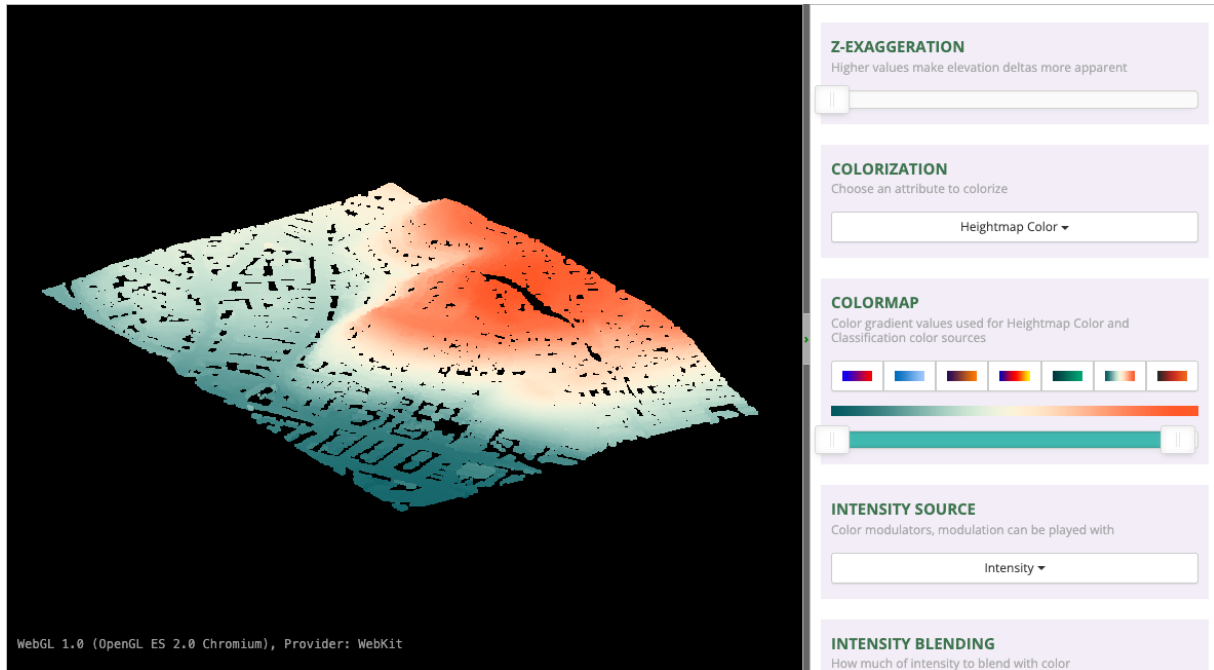 Z-EXAGGERATION
Higher values make elevation deltas more apparent
COLORIZATION
Choose an attribute to colorize
Heightmap Color
COLORMAP
Color gradient values used for Heightmap Color and
Classification color sources
INTENSITY SOURCE
Color modulators, modulation can be played with
Intensity
INTENSITY BLENDING
How much of intensity to blend with color
WebGL 1.0 (OpenGL ES 2.0 Chromium), Provider: WebKit